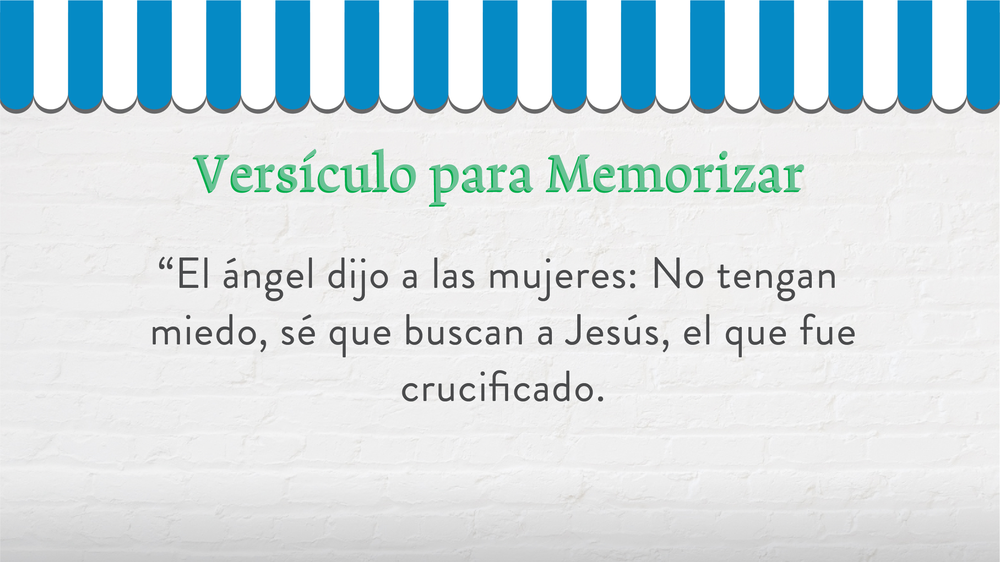 Versículo para Memorizar
“El ángel dijo a las mujeres: No tengan
miedo, sé que buscan a Jesús, el que fue
crucificado.